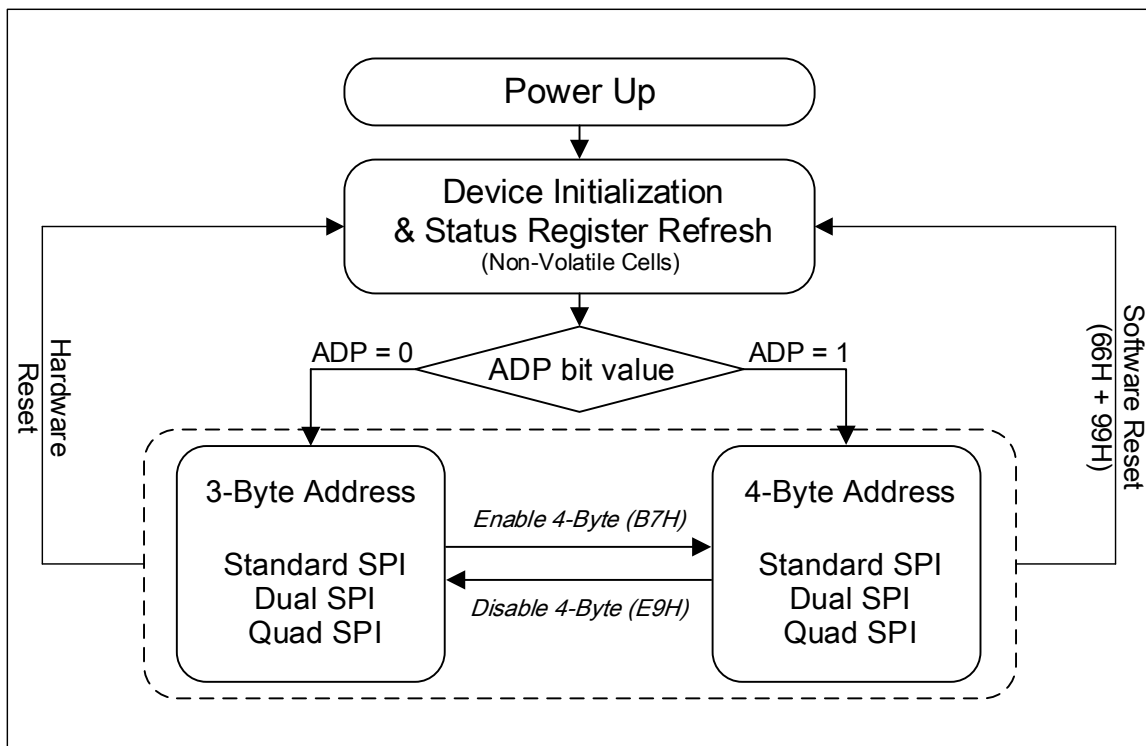 Power Up
Device Initialization
& Status Register Refresh
(Non-Volatile Cells)
ADP = 0
ADP bit value
ADP = 1
Hardware
Reset
Software Reset
(66H + 99H)
3-Byte Address
Standard SPI
Dual SPI
Quad SPI
Enable 4-Byte (B7H)
Disable 4-Byte (E9H)
4-Byte Address
Standard SPI
Dual SPI
Quad SPI